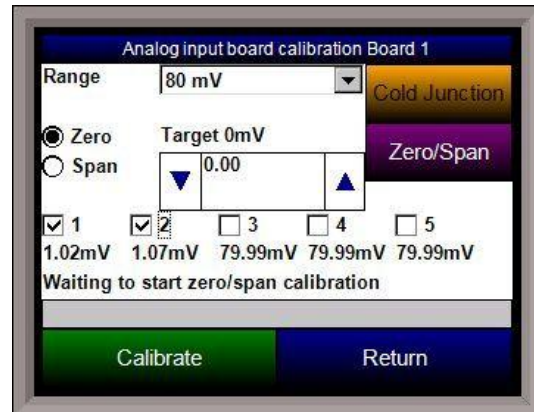 Analog input board calibration Board 1
Range 80 mV Cold Junction
Zero Target 0mV Zero/Span
Span 0.00
1 2 3 4 5
1.02mV 1.07mV 79.99mV 79.99mV 79.99mV
Waiting to start zero/span calibration
Calibrate Return